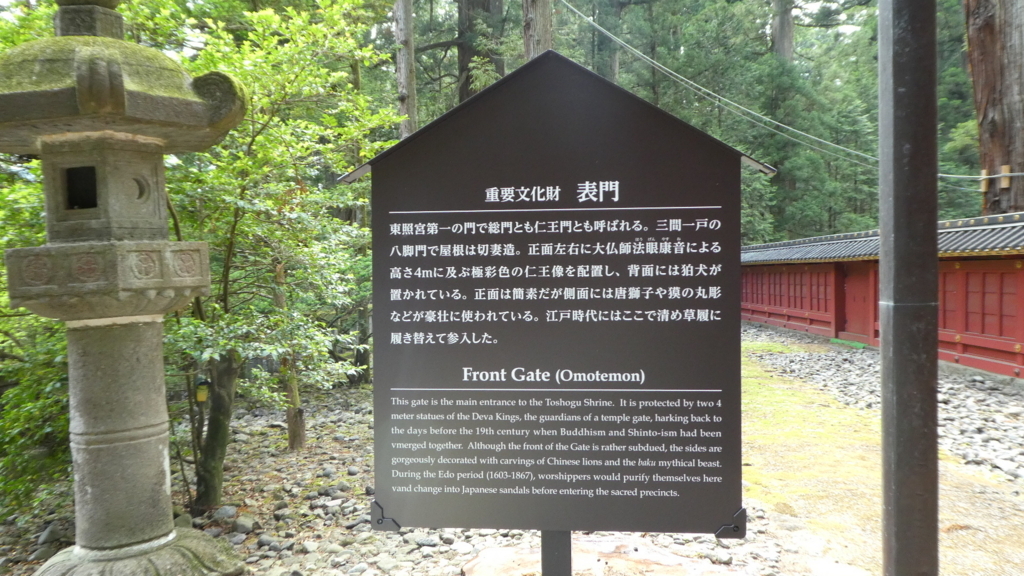 重要文化財 表門
東照宮第一の門で総門とも仁王門とも呼ばれる。三間一戸の
八脚門で屋根は切妻造。正面左右に大仏師法眼康音による
高さ4mに及ぶ極彩色の仁王像を配置し、背面には狛犬が
置かれている。正面は簡素だが側面には唐獅子や獏の丸彫
などが豪壮に使われている。江戸時代にはここで清め草履に
履き替えて参入した。
Front Gate (Omotemon)
This gate is the main entrance to the Toshogu Shrine. It is protected by two 4
meter statues of the Deva Kings, the guardians of a temple gate, harking back to
the days before the 19th century when Buddhism and Shinto-ism had been
vmerged together. Although the front of the Gate is rather subdued, the sides are
gorgeously decorated with carvings of Chinese lions and the baku mythical beast.
During the Edo period (1603-1867), worshippers would purify themselves here
vand change into Japanese sandals before entering the sacred precincts.